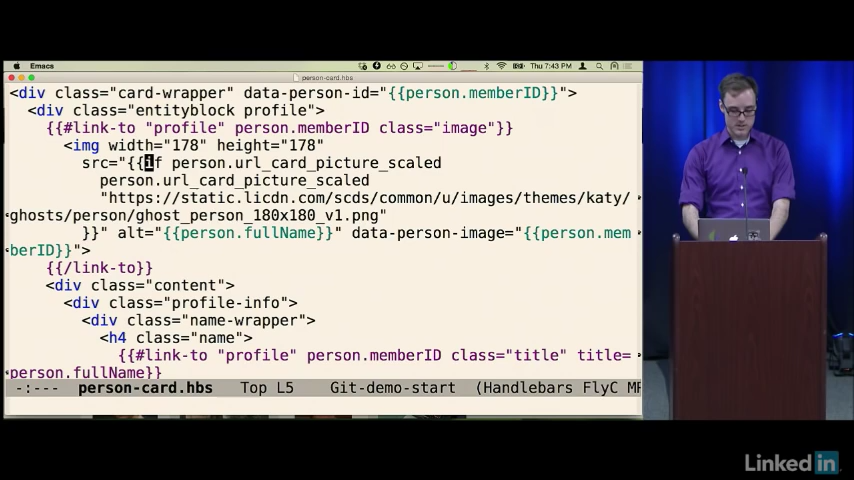 Emacs
Thu 7:43 PM
person-card.hbs
<div class="card-wrapper" data-person-id="{{person.memberID}}">
<div class="entityblock profile">
{{#link-to "profile" person.memberID class="image"}}
<img width="178" height="178"
src="{{if person.url_card_picture_scaled
person.url_card_picture_scaled
"https://static.licdn.com/scds/common/u/images/themes/katy/
ghosts/person/ghost_person_180x180_v1.png"
}}" alt="{{person.fullName}}" data-person-image="{{person.mem
berID}}">
{{/link-to}}
<div class="content">
<div class="profile-info">
<div class="name-wrapper">
<h4 class="name">
{{#link-to "profile" person.memberID class="title" title=
person.fullName}}
-:--- person-card.hbs Top L5 Git-demo-start (Handlebars FlyC MR
Linked in